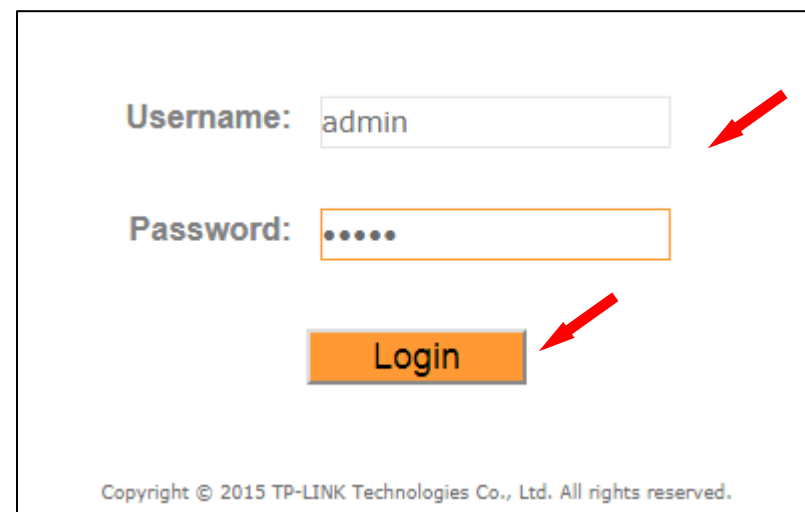 Username: admin
Password: •••••
Login
Copyright © 2015 TP-LINK Technologies Co., Ltd. All rights reserved.